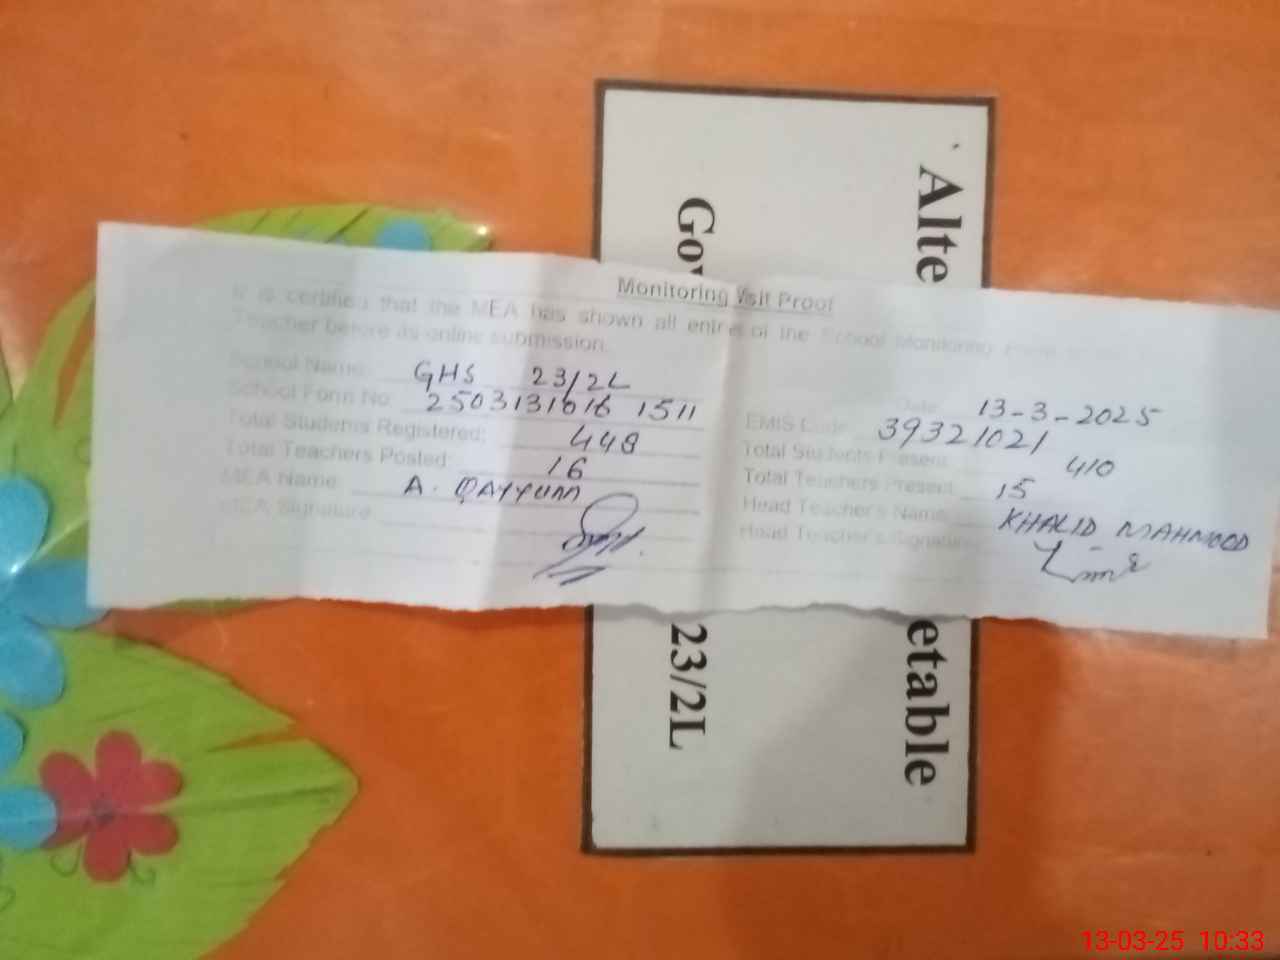 Monitoring Vsit Proof
It is certified that the MEA has shown all entries of the School Monitoring
Teacher before its online submission.
School Name: GHS 23/2L
Date 13-3-2025
School Form No: 2503131016 1511
EMIS Code 39321021
Total Students Registered: 448
Total Students Present 410
Total Teachers Posted: 16
Total Teachers Present 15
MEA Name: A. QAYYUM
Head Teacher's Name KHALID MAHMOOD
MEA Signature:
Head Teacher's Signature
Alte
etable
Gov
23/2L
13-03-25 10:33